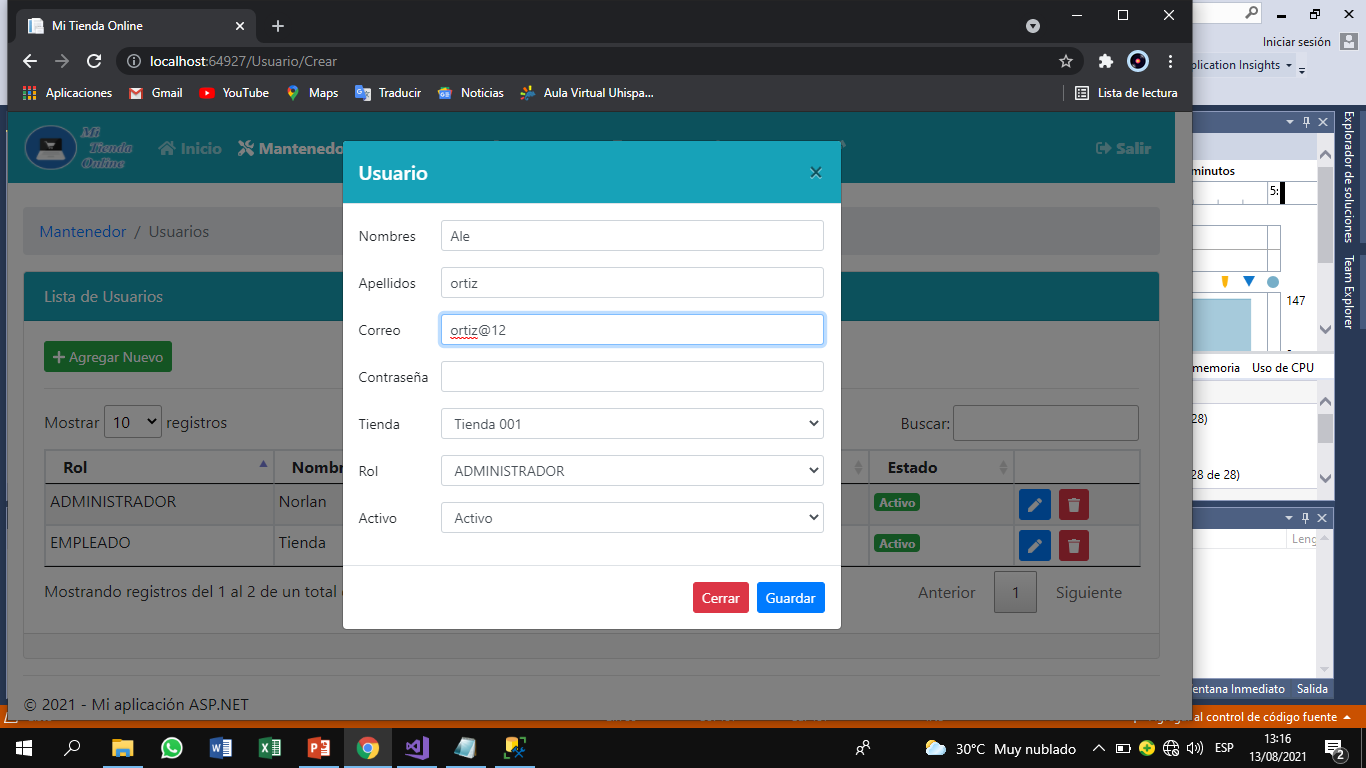 Mi Tienda Online
localhost:64927/Usuario/Crear
Iniciar sesión
plication Insights
Aplicaciones Gmail YouTube Maps Traducir Noticias Aula Virtual Uhispa... Lista de lectura
Mi
Tienda
Online
Inicio Mantenedo Salir
Usuario
minutos
5:
Explorador de soluciones
Team Explorer
Mantenedor / Usuarios
Nombres Ale
Apellidos ortiz
Lista de Usuarios
147
Correo ortiz@12
Agregar Nuevo
memoria Uso de CPU
Contraseña
Mostrar 10 registros
Tienda Tienda 001
Buscar:
28)
Rol Nombr Estado
Rol ADMINISTRADOR
28 de 28)
ADMINISTRADOR Norlan Activo
Activo Activo
EMPLEADO Tienda Activo
Leng
Mostrando registros del 1 al 2 de un total
Anterior 1 Siguiente
Cerrar Guardar
entana Inmediato Salida
© 2021 - Mi aplicación ASP.NET
al control de código fuente
30°C Muy nublado ESP
13:16
13/08/2021
2